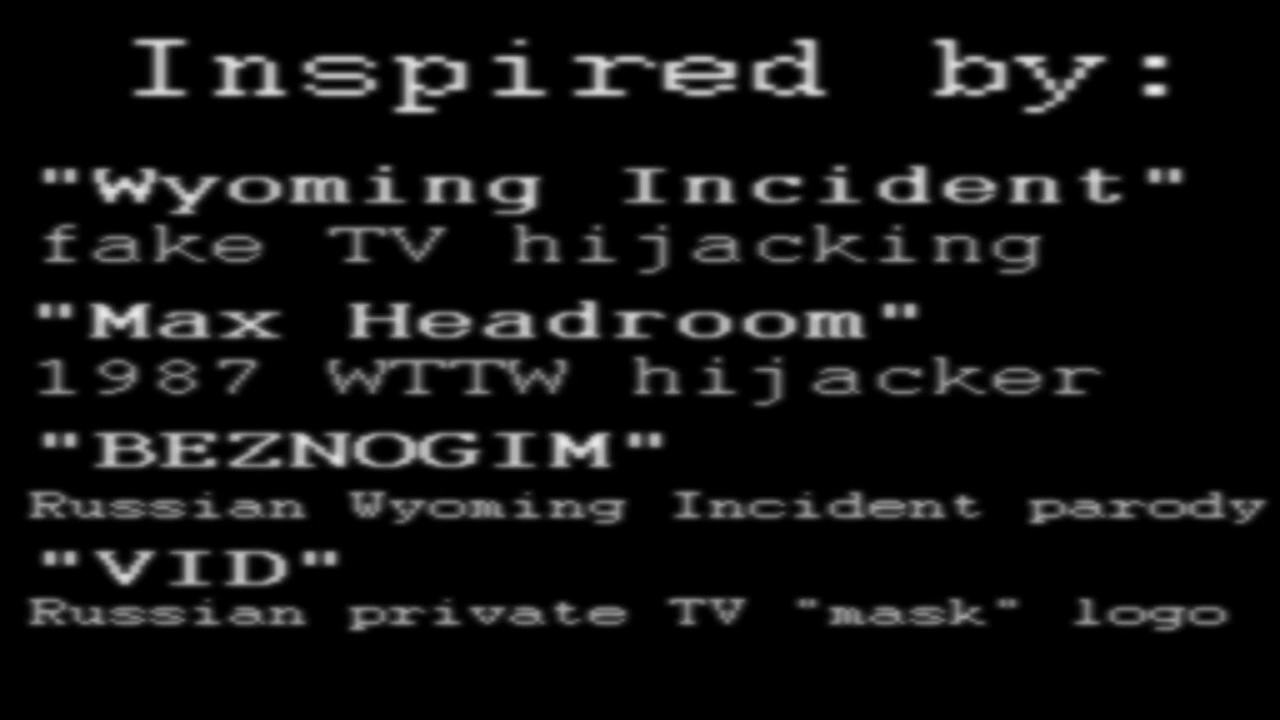 Inspired by:
"Wyoming Incident"
fake TV hijacking
"Max Headroom"
1987 WTTW hijacker
"BEZNOGIM"
Russian Wyoming Incident parody
"VID"
Russian private TV "mask" logo